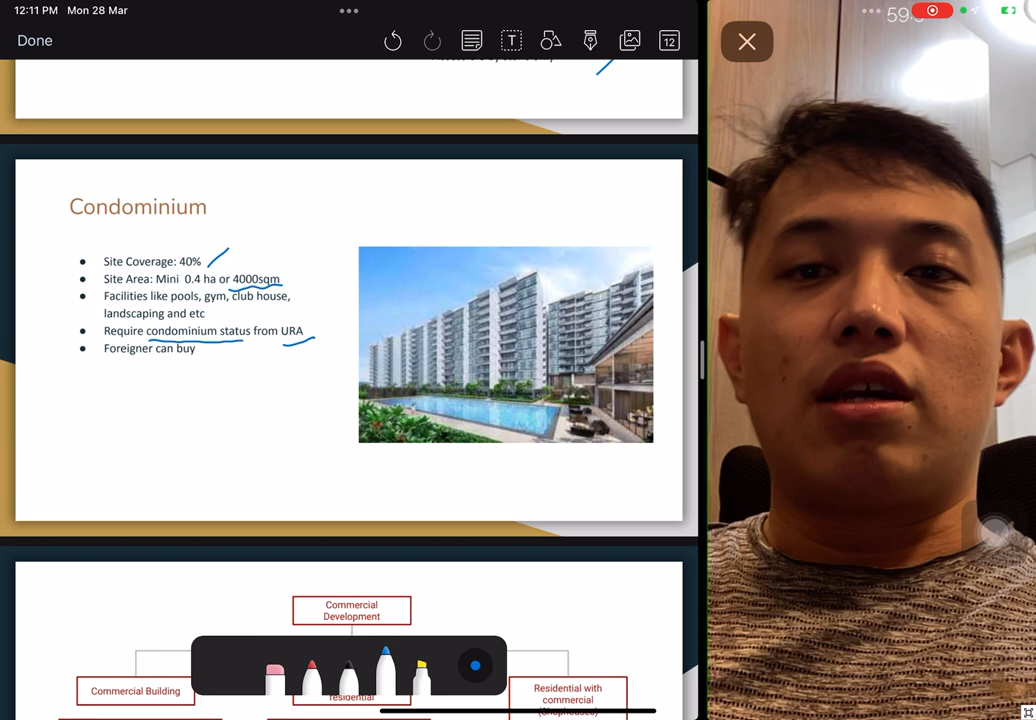 12:11 PM Mon 28 Mar
Done
T
12
Condominium
Site Coverage: 40%
Site Area: Mini 0.4 ha or 4000sqm
Facilities like pools, gym, club house,
landscaping and etc
Require condominium status from URA
Foreigner can buy
Commercial
Development
Commercial Building
residential
Residential with
commercial
(Shophouses)